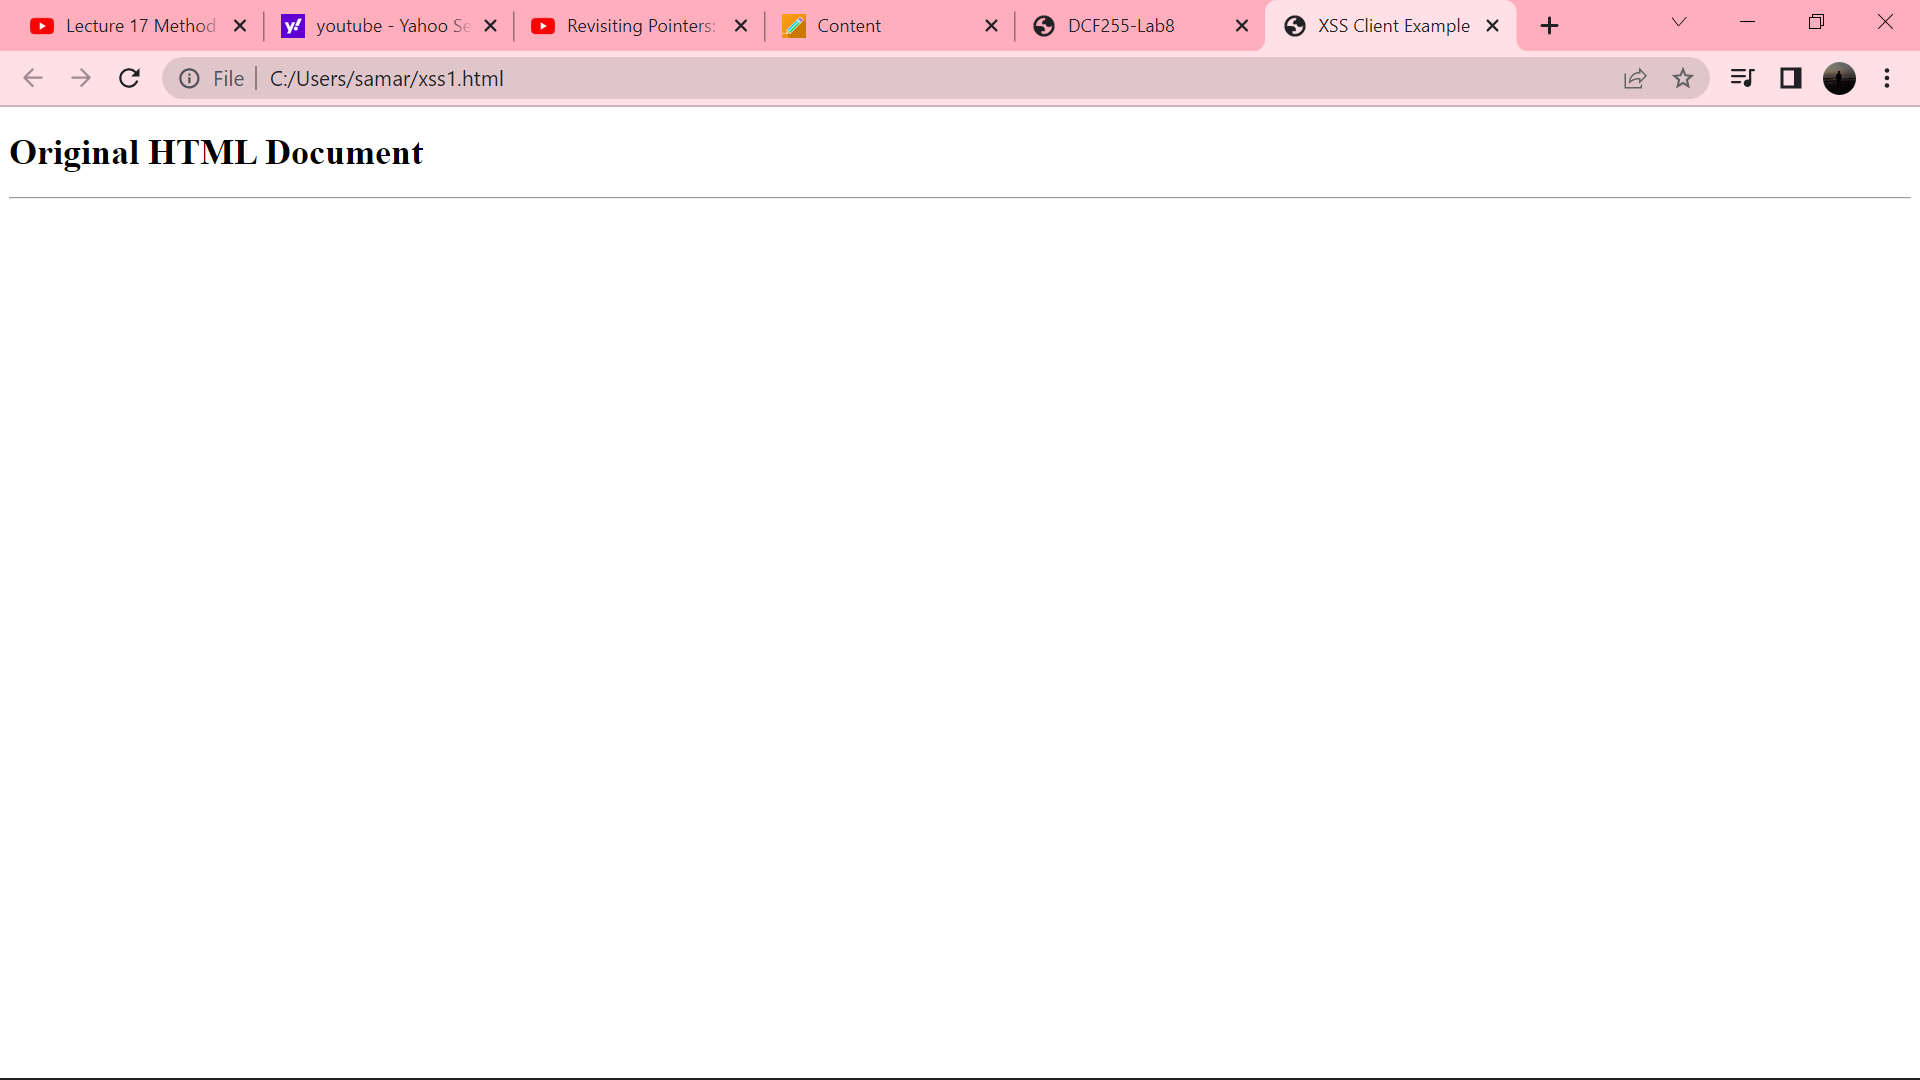 Lecture 17 Method
youtube - Yahoo Se
Revisiting Pointers:
Content
DCF255-Lab8
XSS Client Example
File
C:/Users/samar/xss1.html
Original HTML Document